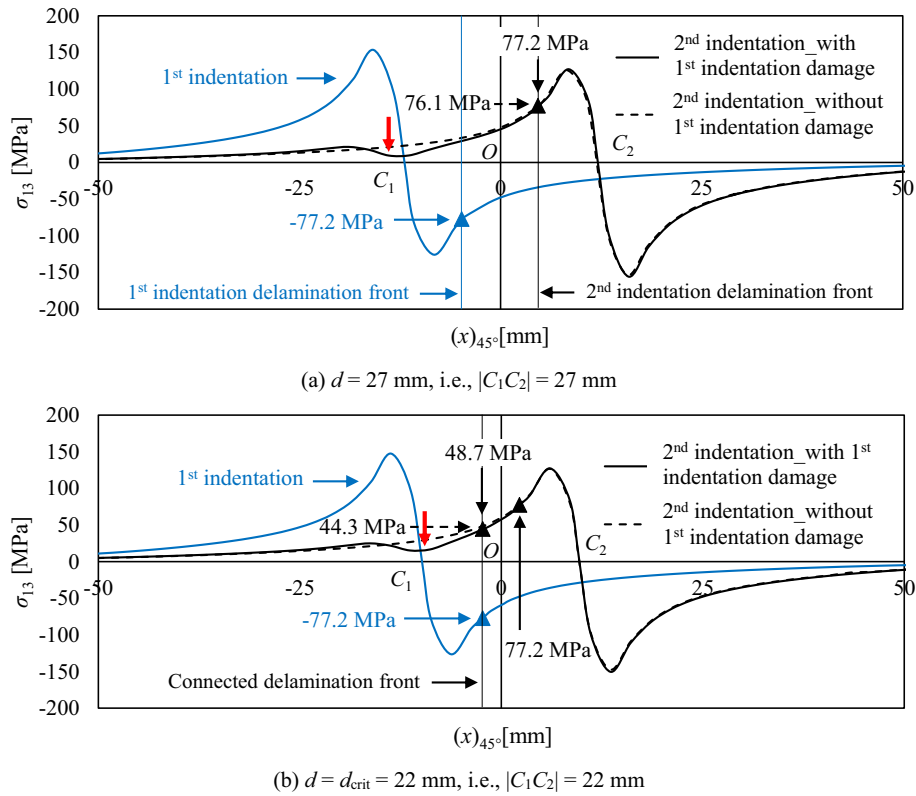 200
150
100
50
0
-50
-100
-150
-200
σ13 [MPa]
-50
-25
0
25
50
1st indentation
77.2 MPa
76.1 MPa
2nd indentation_with
1st indentation damage
2nd indentation_without
1st indentation damage
C1
O
C2
-77.2 MPa
1st indentation delamination front
2nd indentation delamination front
(x)45°[mm]
(a) d = 27 mm, i.e., |C1C2| = 27 mm
200
150
100
50
0
-50
-100
-150
-200
σ13 [MPa]
-50
-25
0
25
50
1st indentation
48.7 MPa
44.3 MPa
2nd indentation_with 1st
indentation damage
2nd indentation_without
1st indentation damage
C1
O
C2
-77.2 MPa
77.2 MPa
Connected delamination front
(x)45°[mm]
(b) d = dcrit = 22 mm, i.e., |C1C2| = 22 mm